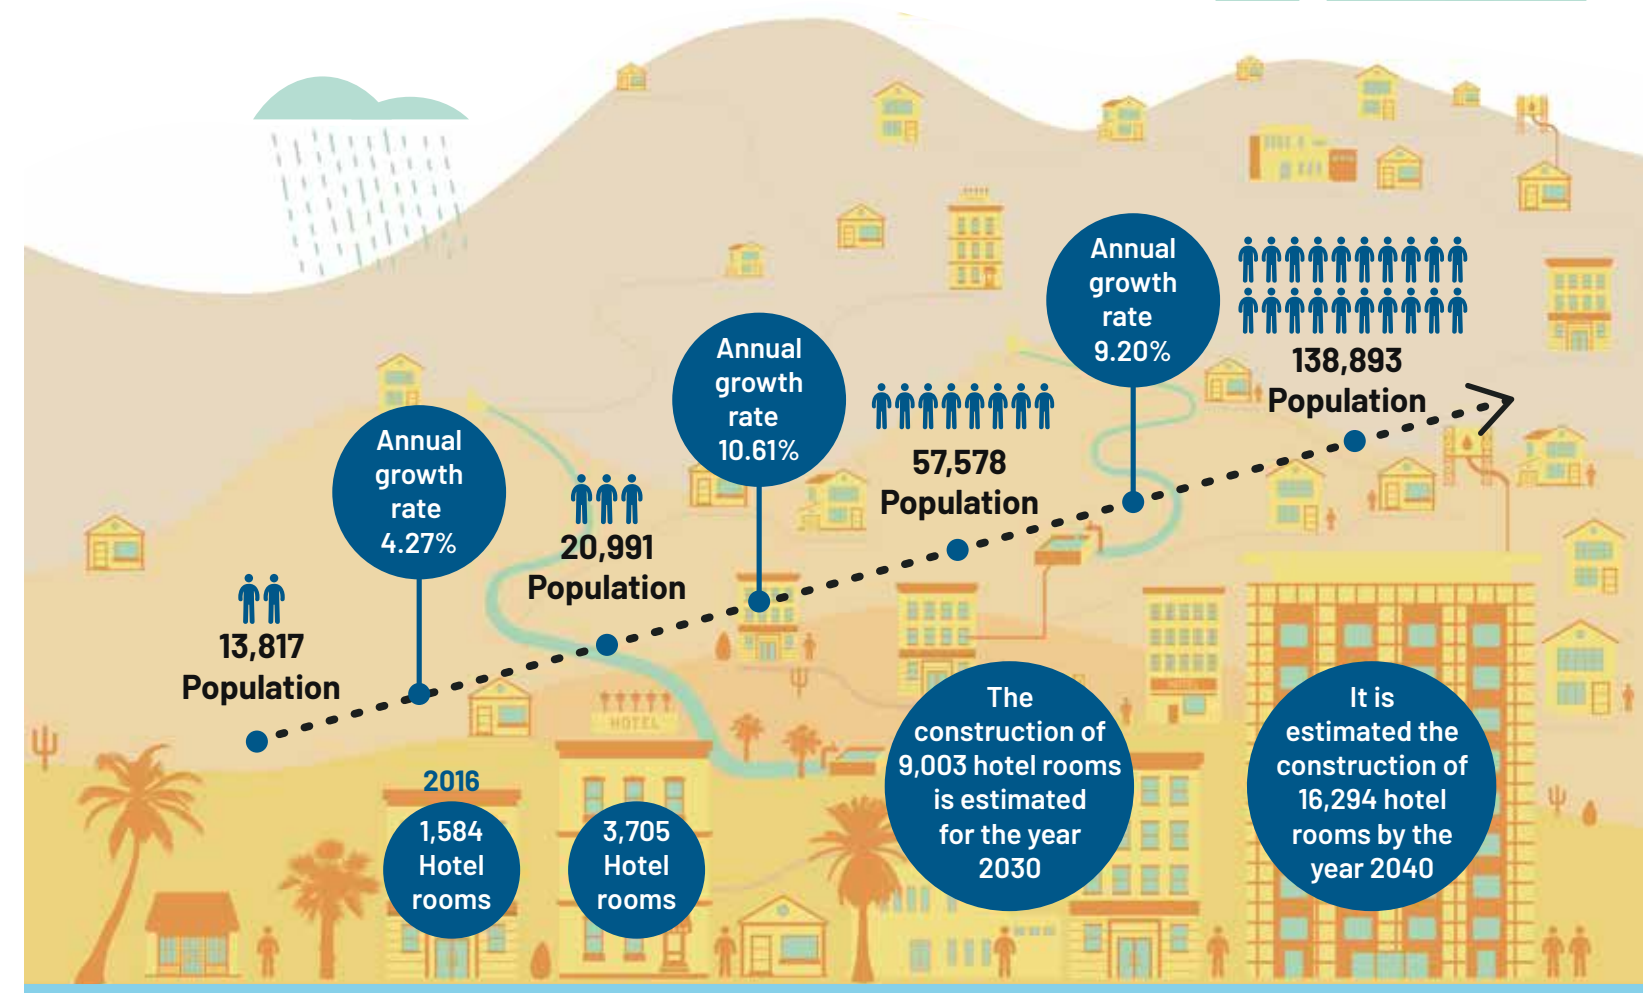 Annual
growth
rate
9.20%
138,893
Population
Annual
growth
rate
10.61%
57,578
Population
Annual
growth
rate
4.27%
20,991
Population
13,817
Population
HOTEL
2016
1,584
Hotel
rooms
3,705
Hotel
rooms
The
construction of
9,003 hotel rooms
is estimated
for the year
2030
It is
estimated the
construction of
16,294 hotel
rooms by the
year 2040